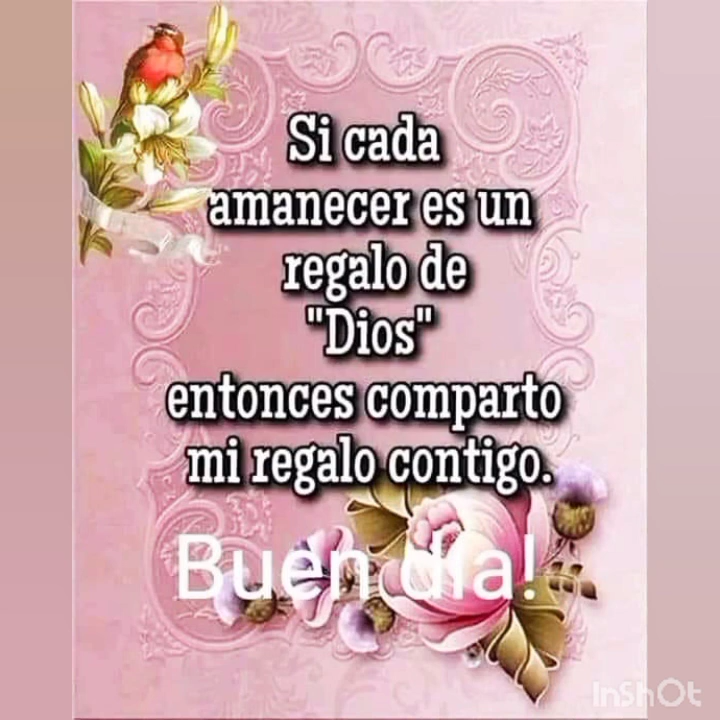 Si cada
amanecer es un
regalo de
"Dios"
entonces comparto
mi regalo contigo.
Buen día!
InShOt